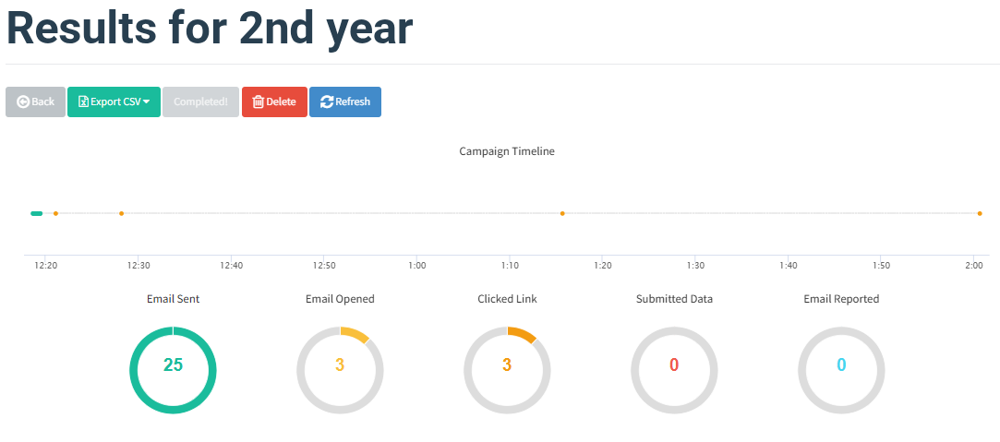 Results for 2nd year
Back Export CSV Completed! Delete Refresh
Campaign Timeline
12:20 12:30 12:40 12:50 1:00 1:10 1:20 1:30 1:40 1:50 2:00
Email Sent Email Opened Clicked Link Submitted Data Email Reported
25 3 3 0 0